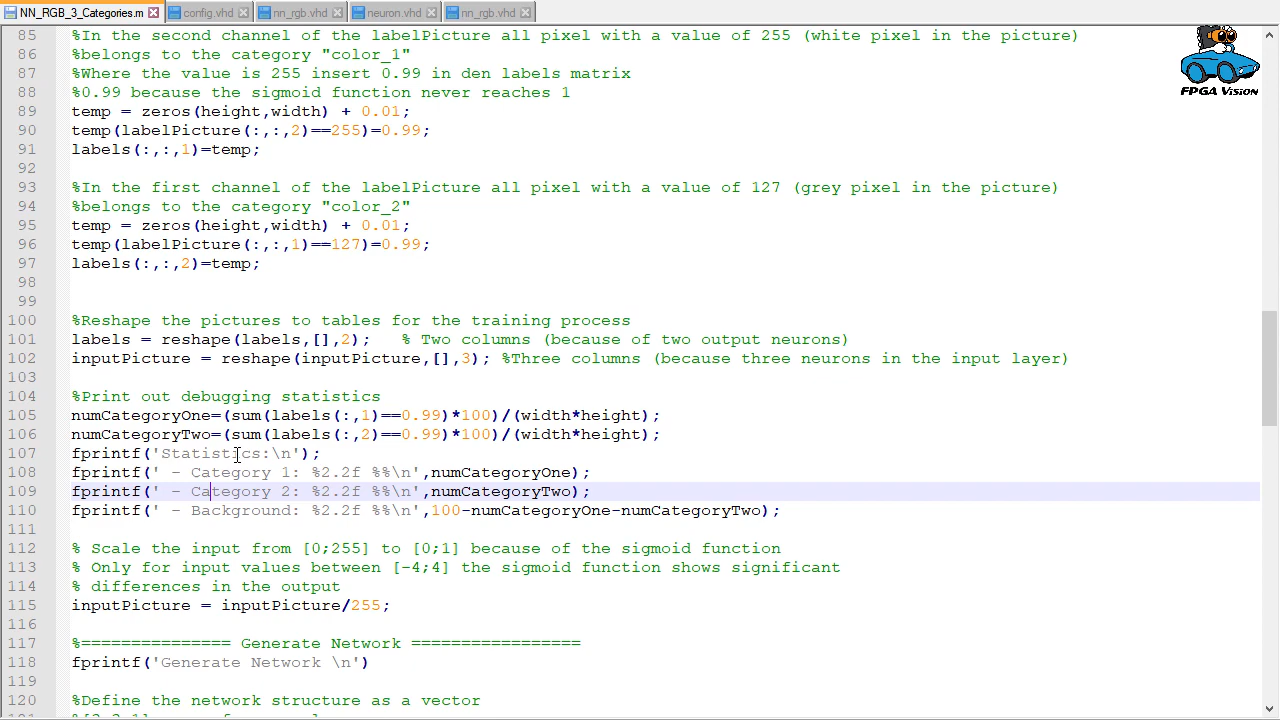 NN_RGB_3_Categories.m config.vhd nn_rgb.vhd neuron.vhd nn_rgb.vhd
85 %In the second channel of the labelPicture all pixel with a value of 255 (white pixel in the picture)
86 %belongs to the category "color_1"
87 %Where the value is 255 insert 0.99 in den labels matrix
88 %0.99 because the sigmoid function never reaches 1
89 temp = zeros(height,width) + 0.01;
90 temp(labelPicture(:,:,2)==255)=0.99;
91 labels(:,:,1)=temp;
92
93 %In the first channel of the labelPicture all pixel with a value of 127 (grey pixel in the picture)
94 %belongs to the category "color_2"
95 temp = zeros(height,width) + 0.01;
96 temp(labelPicture(:,:,1)==127)=0.99;
97 labels(:,:,2)=temp;
98
99
100 %Reshape the pictures to tables for the training process
101 labels = reshape(labels,[],2);   % Two columns (because of two output neurons)
102 inputPicture = reshape(inputPicture,[],3); %Three columns (because three neurons in the input layer)
103
104 %Print out debugging statistics
105 numCategoryOne=(sum(labels(:,1)==0.99)*100)/(width*height);
106 numCategoryTwo=(sum(labels(:,2)==0.99)*100)/(width*height);
107 fprintf('Statistics:\n');
108 fprintf(' - Category 1: %2.2f %%\n',numCategoryOne);
109 fprintf(' - Category 2: %2.2f %%\n',numCategoryTwo);
110 fprintf(' - Background: %2.2f %%\n',100-numCategoryOne-numCategoryTwo);
111
112 % Scale the input from [0;255] to [0;1] because of the sigmoid function
113 % Only for input values between [-4;4] the sigmoid function shows significant
114 % differences in the output
115 inputPicture = inputPicture/255;
116
117 %=============== Generate Network =================
118 fprintf('Generate Network \n')
119
120 %Define the network structure as a vector
FPGA Vision